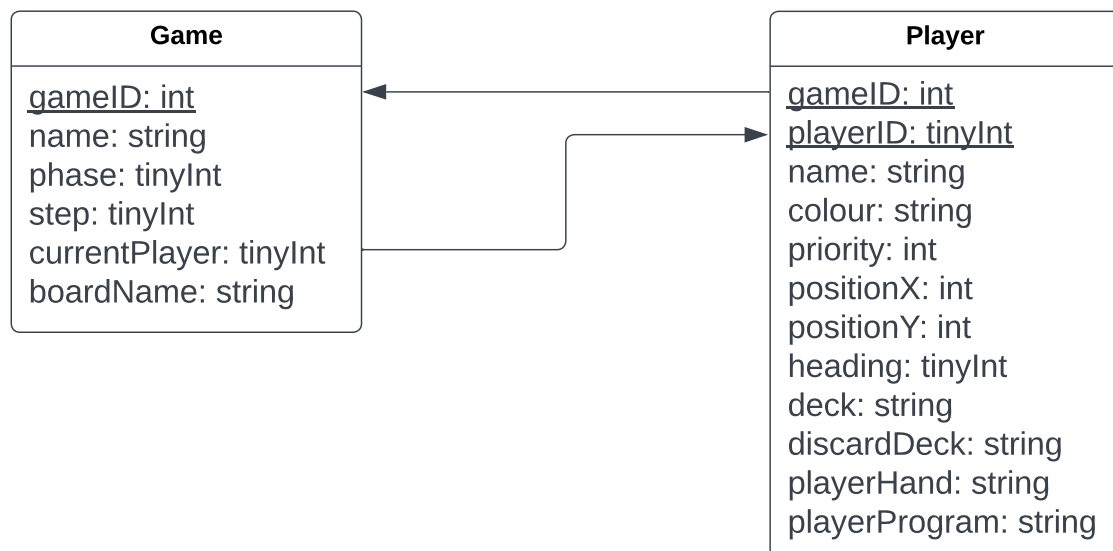 Game
gameID: int
name: string
phase: tinyInt
step: tinyInt
currentPlayer: tinyInt
boardName: string
Player
gameID: int
playerID: tinyInt
name: string
colour: string
priority: int
positionX: int
positionY: int
heading: tinyInt
deck: string
discardDeck: string
playerHand: string
playerProgram: string